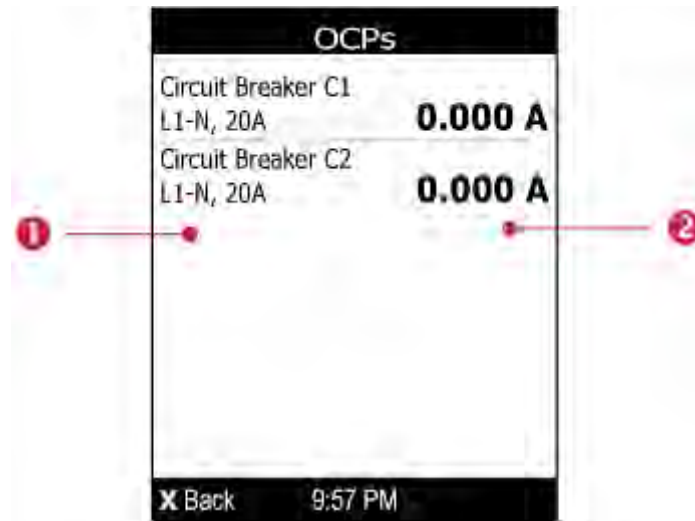 OCPs
Circuit Breaker C1
L1-N, 20A 0.000 A
Circuit Breaker C2
L1-N, 20A 0.000 A
1 2
X Back 9:57 PM